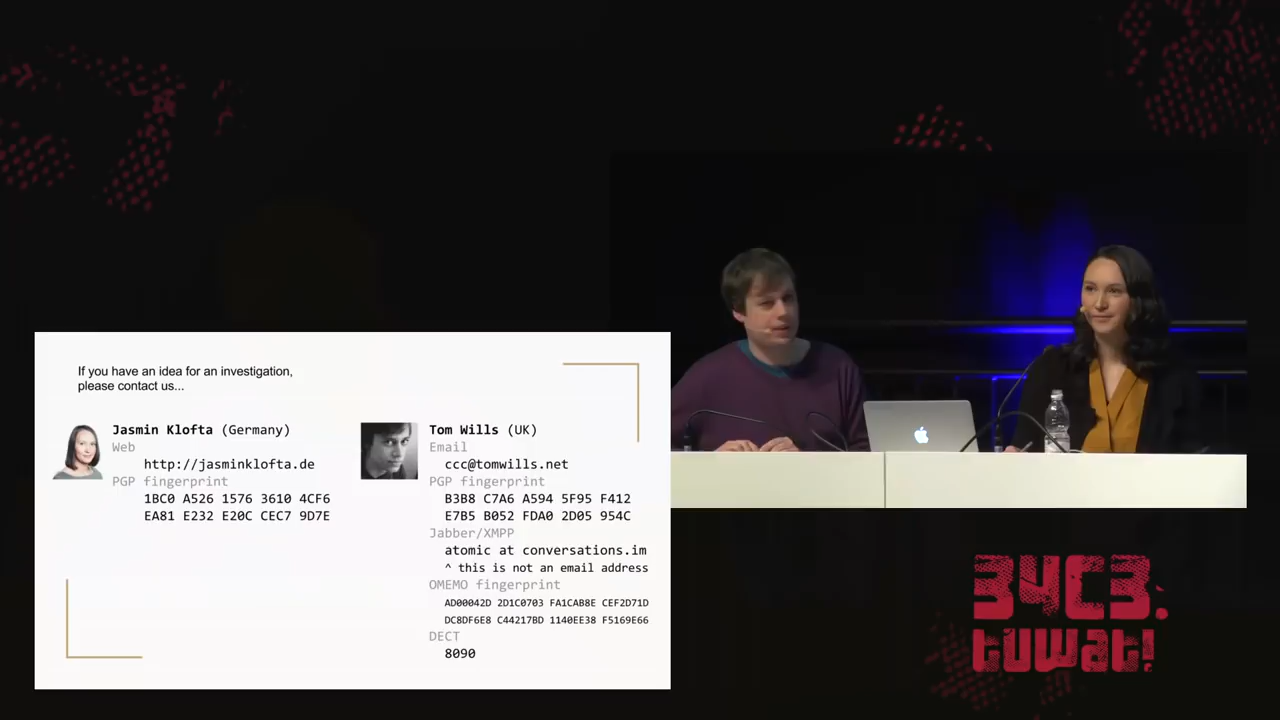 If you have an idea for an investigation,
please contact us...
Jasmin Klofta (Germany)
Web
http://jasminklofta.de
PGP fingerprint
1BC0 A526 1576 3610 4CF6
EA81 E232 E20C CEC7 9D7E
Tom Wills (UK)
Email
ccc@tomwills.net
PGP fingerprint
B3B8 C7A6 A594 5F95 F412
E7B5 B052 FDA0 2D05 954C
Jabber/XMPP
atomic at conversations.im
^ this is not an email address
OMEMO fingerprint
AD00042D 2D1C0703 FA1CAB8E CEF2D71D
DC8DF6E8 C44217BD 1140EE38 F5169E66
DECT
8090
34C3:
tuwat!